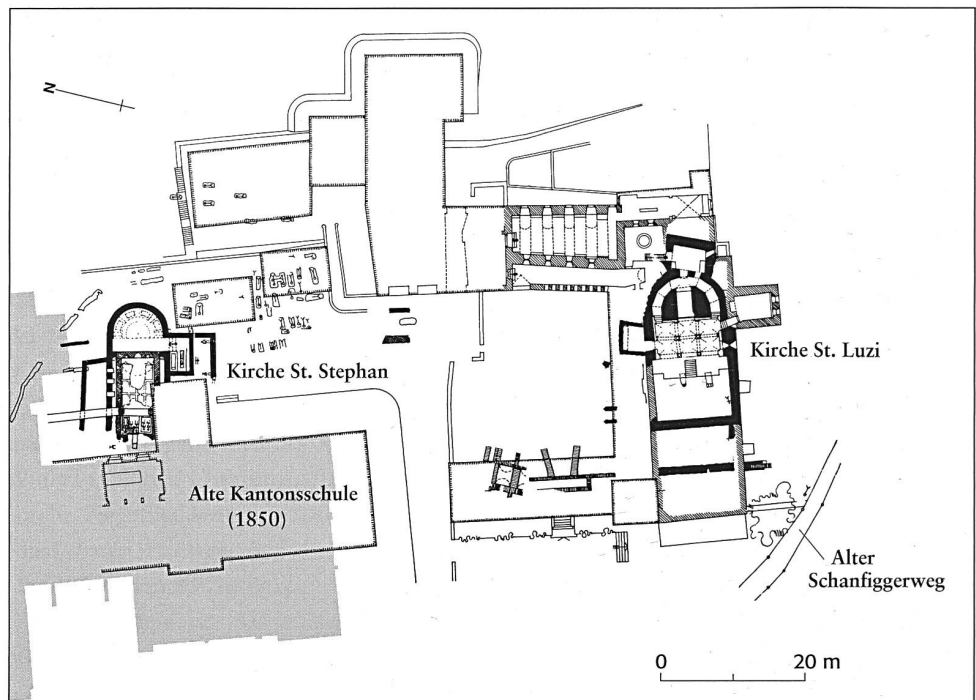 N
Kirche St. Stephan
Kirche St. Luzi
Alte Kantonsschule
(1850)
Alter
Schanfiggerweg
0 20 m